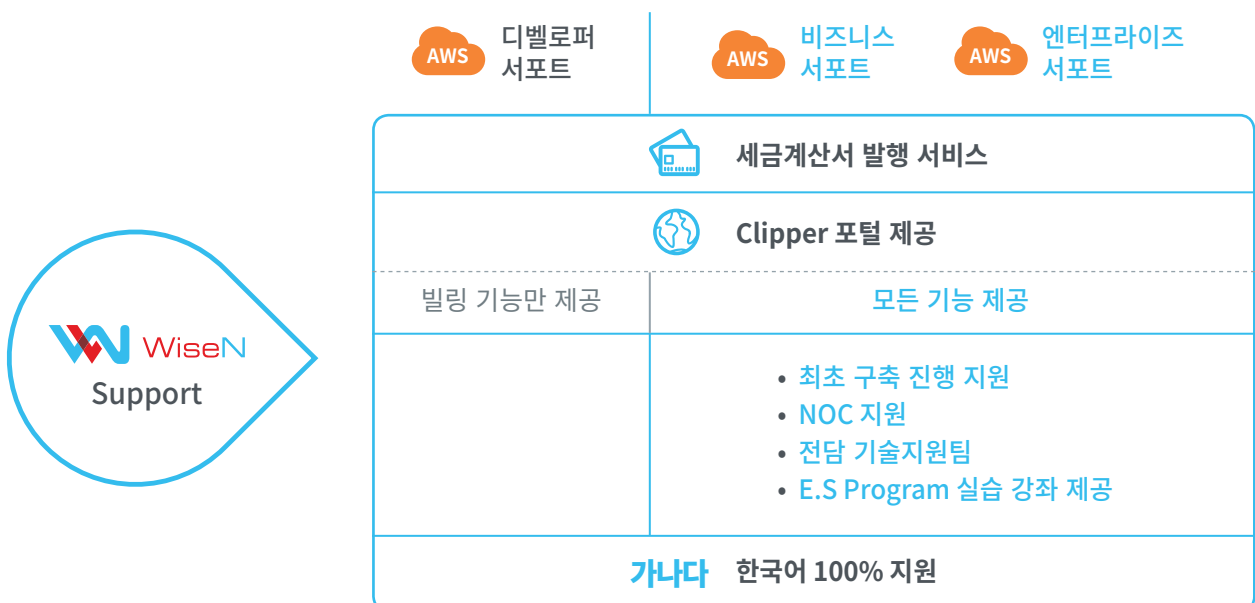 AWS
디벨로퍼
서포트
AWS
비즈니스
서포트
AWS
엔터프라이즈
서포트
세금계산서 발행 서비스
Clipper 포털 제공
빌링 기능만 제공
모든 기능 제공
WiseN
Support
• 최초 구축 진행 지원
• NOC 지원
• 전담 기술지원팀
• E.S Program 실습 강좌 제공
가나다 한국어 100% 지원